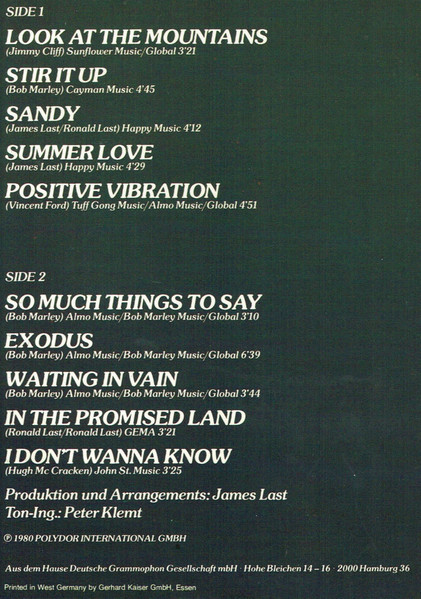 SIDE 1
LOOK AT THE MOUNTAINS
(Jimmy Cliff) Sunflower Music/Global 3'21
STIR IT UP
(Bob Marley) Cayman Music 4'45
SANDY
(James Last/Ronald Last) Happy Music 4'12
SUMMER LOVE
(James Last) Happy Music 4'29
POSITIVE VIBRATION
(Vincent Ford) Tuff Gong Music/Almo Music/Global 4'51
SIDE 2
SO MUCH THINGS TO SAY
(Bob Marley) Almo Music/Bob Marley Music/Global 3'10
EXODUS
(Bob Marley) Almo Music/Bob Marley Music/Global 6'39
WAITING IN VAIN
(Bob Marley) Almo Music/Bob Marley Music/Global 3'44
IN THE PROMISED LAND
(Ronald Last/Ronald Last) GEMA 3'21
I DON'T WANNA KNOW
(Hugh Mc Cracken) John St. Music 3'25
Produktion und Arrangements: James Last
Ton-Ing.: Peter Klemt
℗ 1980 POLYDOR INTERNATIONAL GMBH
Aus dem Hause Deutsche Grammophon Gesellschaft mbH · Hohe Bleichen 14 – 16 · 2000 Hamburg 36
Printed in West Germany by Gerhard Kaiser GmbH, Essen